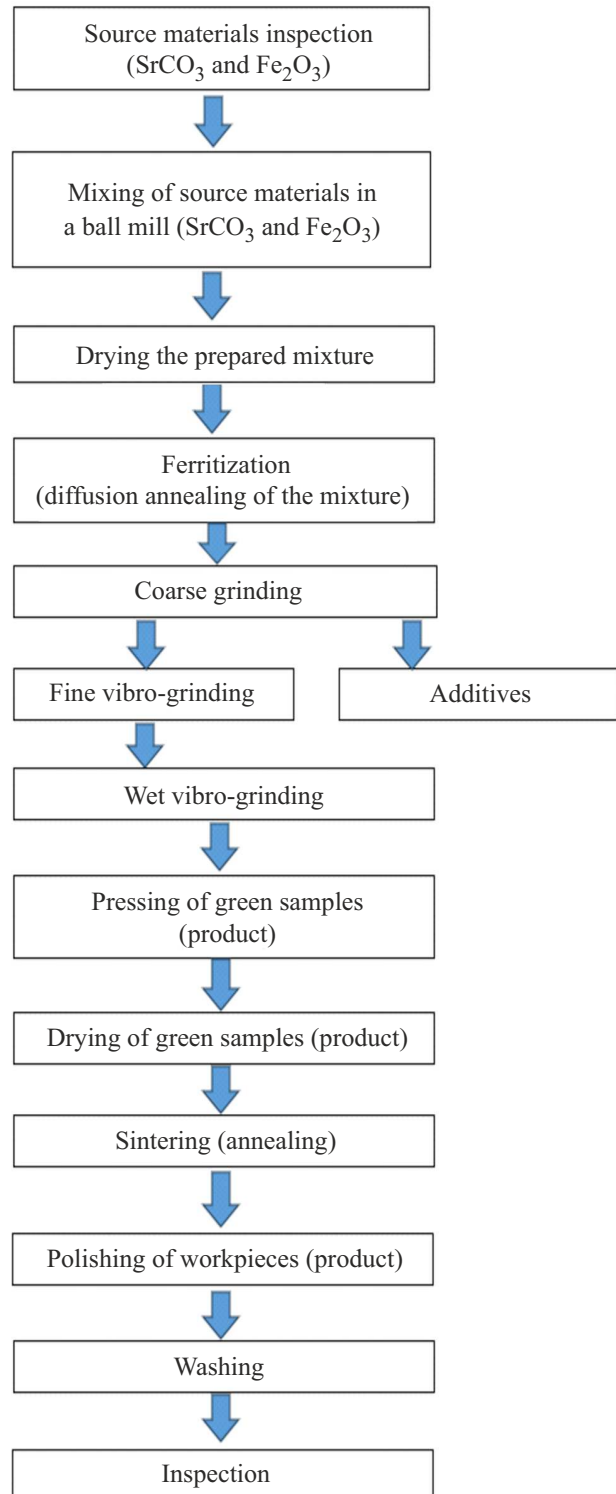 Source materials inspection
(SrCO₃ and Fe₂O₃)
Mixing of source materials in
a ball mill (SrCO₃ and Fe₂O₃)
Drying the prepared mixture
Ferritization
(diffusion annealing of the mixture)
Coarse grinding
Fine vibro-grinding
Additives
Wet vibro-grinding
Pressing of green samples
(product)
Drying of green samples (product)
Sintering (annealing)
Polishing of workpieces (product)
Washing
Inspection